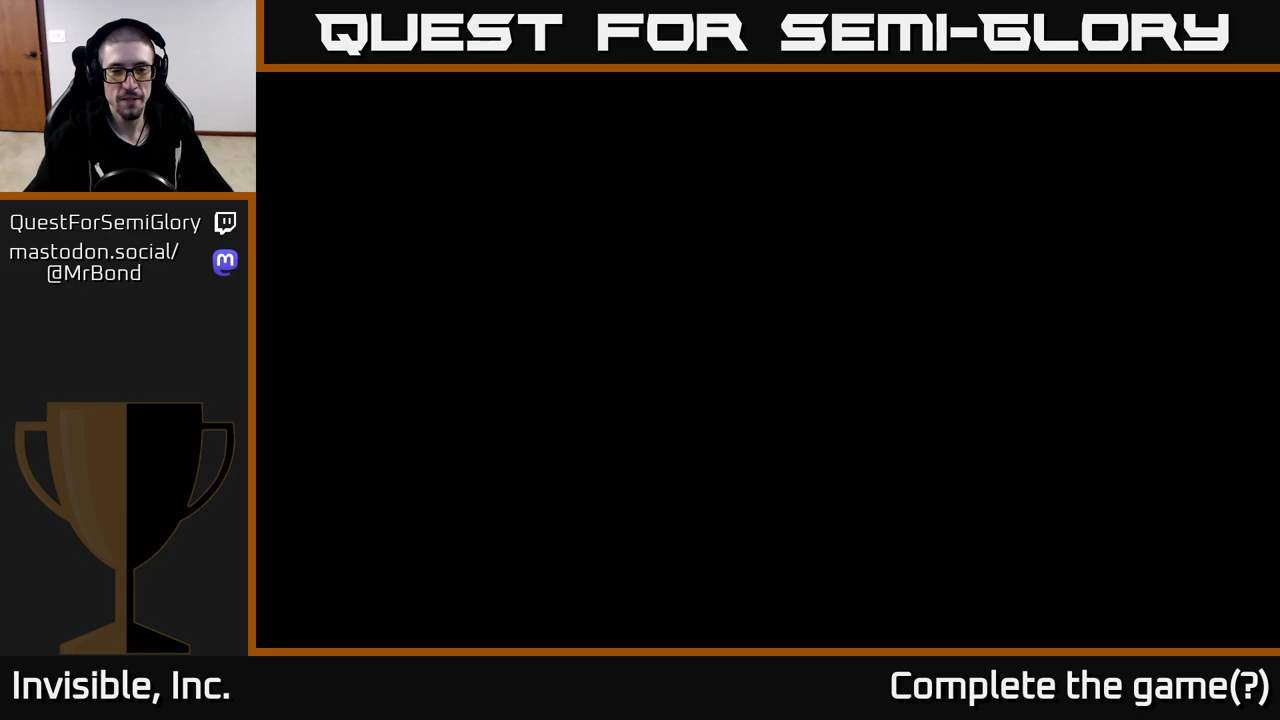 QUEST FOR SEMI-GLORY
QuestForSemiGlory
mastodon.social/
@MrBond
Invisible, Inc.
Complete the game(?)